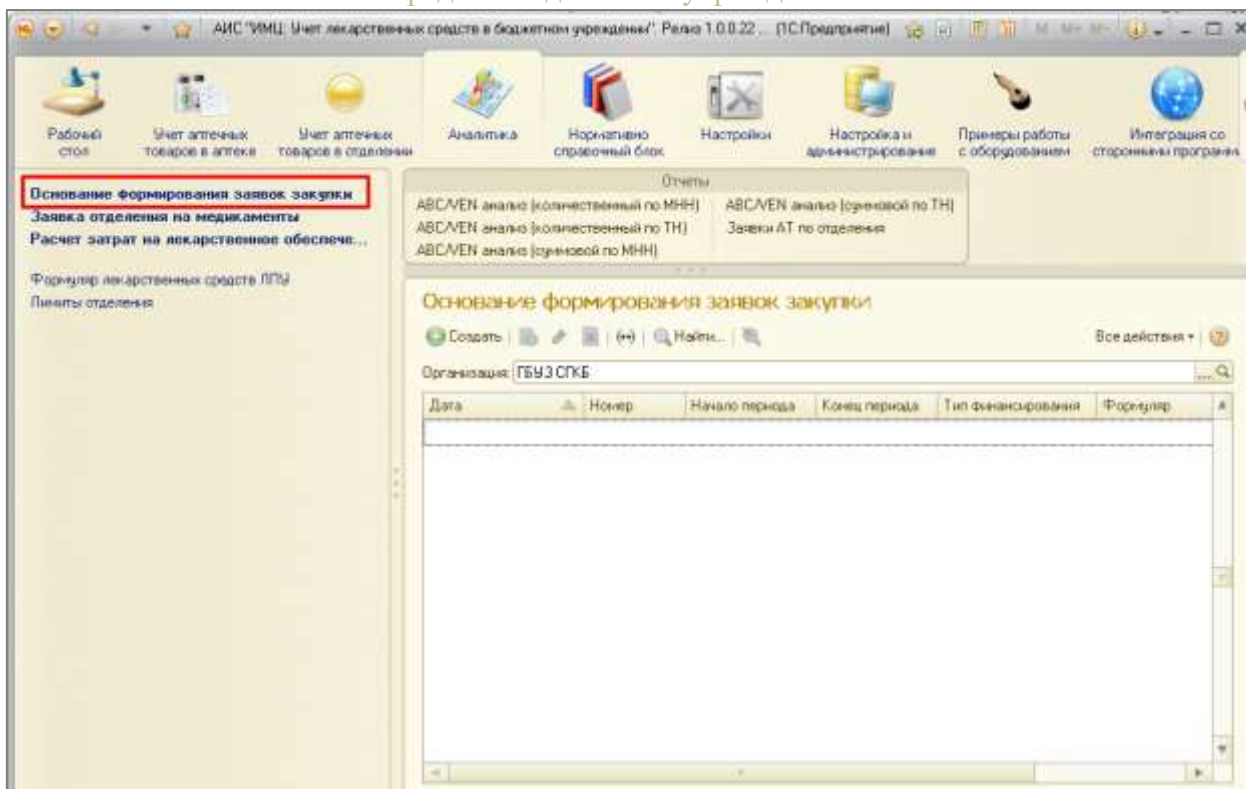 АИС "ИМЦ: Учет лекарственных средств в бюджетном учреждении". Релиз 1.0.0.22 , (1С:Предприятие)
M M+ M-
Рабочий стол
Учет аптечных товаров в аптеке
Учет аптечных товаров в отделении
Аналитика
Нормативно справочный блок
Настройки
Настройка и администрирование
Примеры работы с оборудованием
Интеграция со сторонними програм
Основание формирования заявок закупки
Заявка отделения на медикаменты
Расчет затрат на лекарственное обеспече...
Формуляр лекарственных средств ЛПУ
Лимиты отделения
Отчеты
ABC/VEN анализ (количественный по МНН)
ABC/VEN анализ (суммовой по ТН)
ABC/VEN анализ (количественный по ТН)
Заявки АТ по отделения
ABC/VEN анализ (суммовой по МНН)
Основание формирования заявок закупки
Создать
Найти...
Все действия
Организация: ГБУЗ СПКБ
Дата Номер Начало периода Конец периода Тип финансирования Формуляр